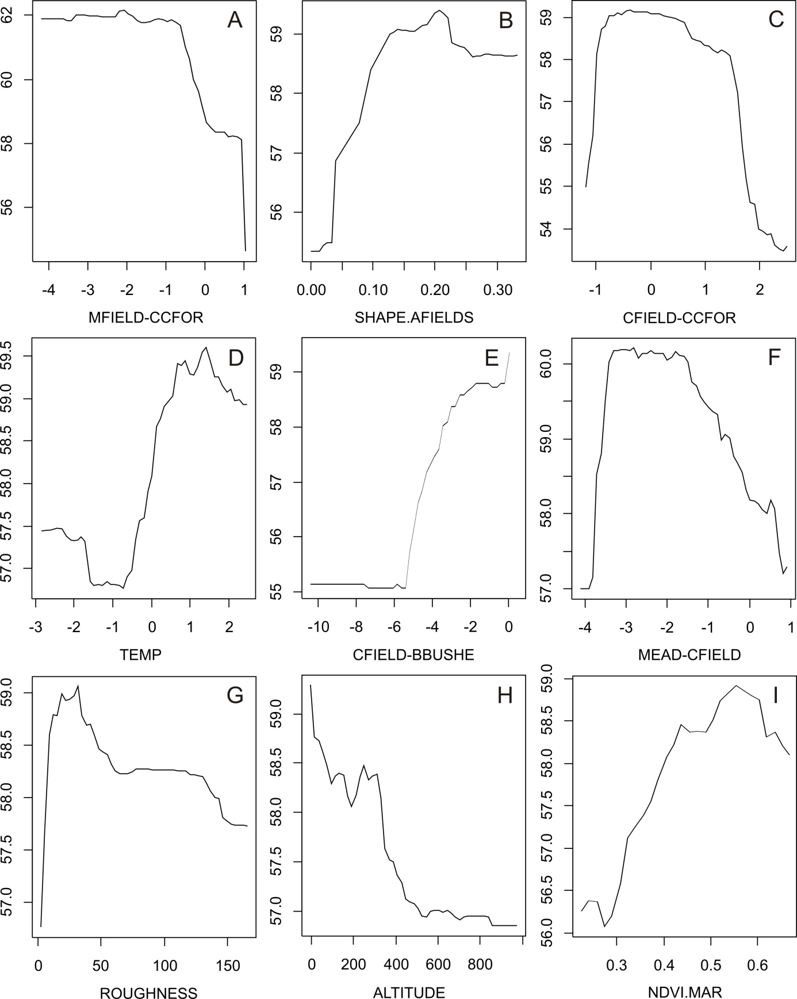 A
62
60
58
56
-4 -3 -2 -1 0 1
MFIELD-CCFOR
B
59
58
57
56
0.00 0.10 0.20 0.30
SHAPE.AFIELDS
C
59
58
57
56
55
54
-1 0 1 2
CFIELD-CCFOR
D
59.5
59.0
58.5
58.0
57.5
57.0
-3 -2 -1 0 1 2
TEMP
E
59
58
57
56
55
-10 -8 -6 -4 -2 0
CFIELD-BBUSHE
F
60.0
59.0
58.0
57.0
-4 -3 -2 -1 0 1
MEAD-CFIELD
G
59.0
58.5
58.0
57.5
57.0
0 50 100 150
ROUGHNESS
H
59.0
58.5
58.0
57.5
57.0
0 200 400 600 800
ALTITUDE
I
59.0
58.5
58.0
57.5
57.0
56.5
56.0
0.3 0.4 0.5 0.6
NDVI.MAR